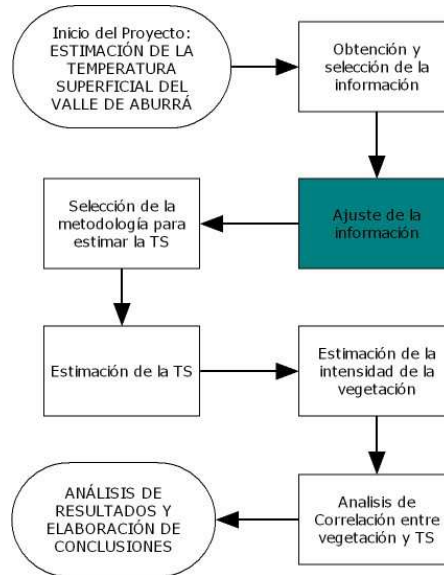 Inicio del Proyecto:
ESTIMACIÓN DE LA
TEMPERATURA
SUPERFICIAL DEL
VALLE DE ABURRÁ
Obtención y
selección de la
información
Ajuste de la
información
Selección de la
metodología para
estimar la TS
Estimación de la TS
Estimación de la
intensidad de la
vegetación
Analisis de
Correlación entre
vegetación y TS
ANÁLISIS DE
RESULTADOS Y
ELABORACIÓN DE
CONCLUSIONES